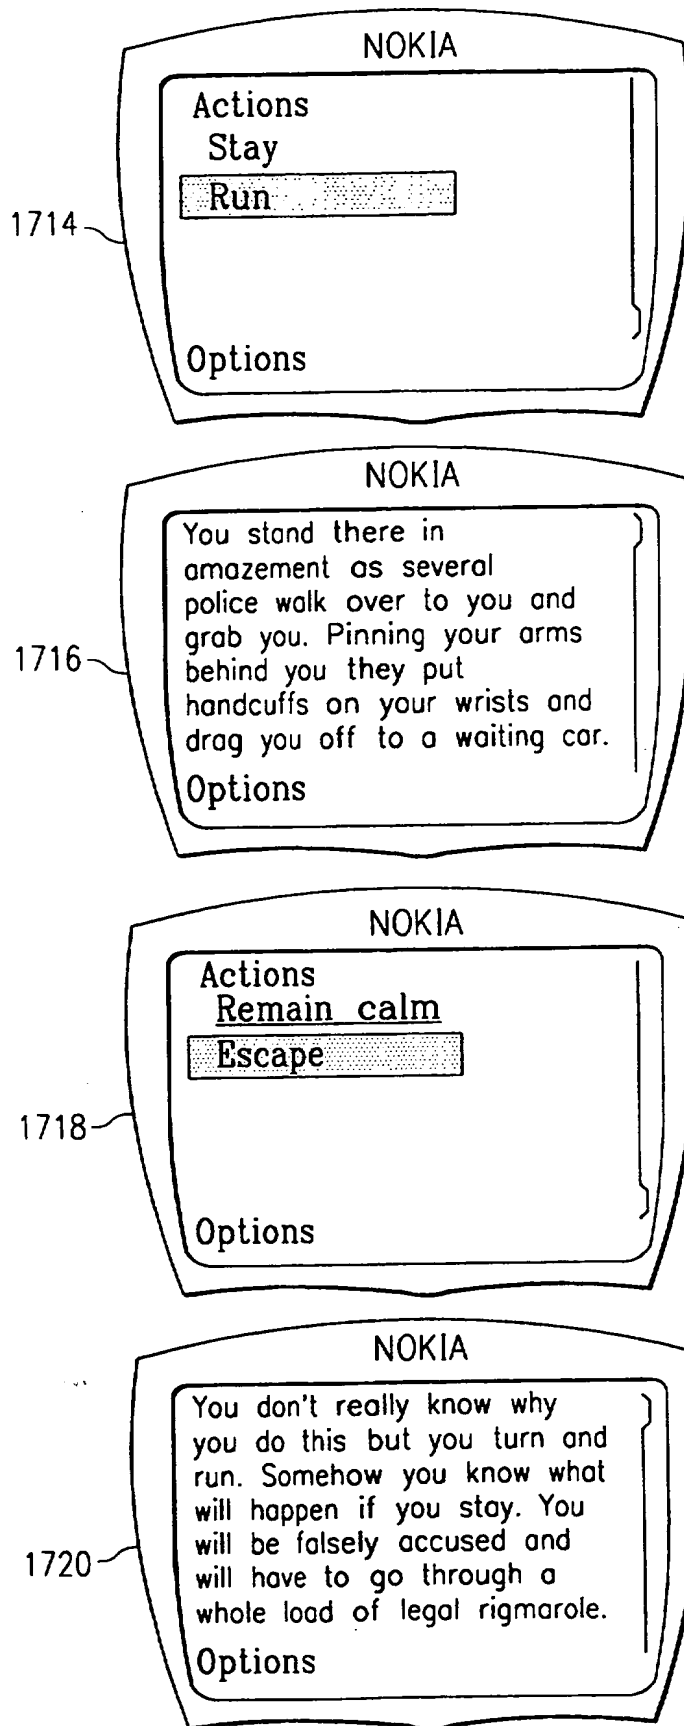 NOKIA
Actions
Stay
Run
1714
Options
NOKIA
You stand there in
amazement as several
police walk over to you and
grab you. Pinning your arms
1716
behind you they put
handcuffs on your wrists and
drag you off to a waiting car.
Options
NOKIA
Actions
Remain calm
Escape
1718
Options
NOKIA
You don't really know why
you do this but you turn and
run. Somehow you know what
will happen if you stay. You
will be falsely accused and
1720
will have to go through a
whole load of legal rigmarole.
Options